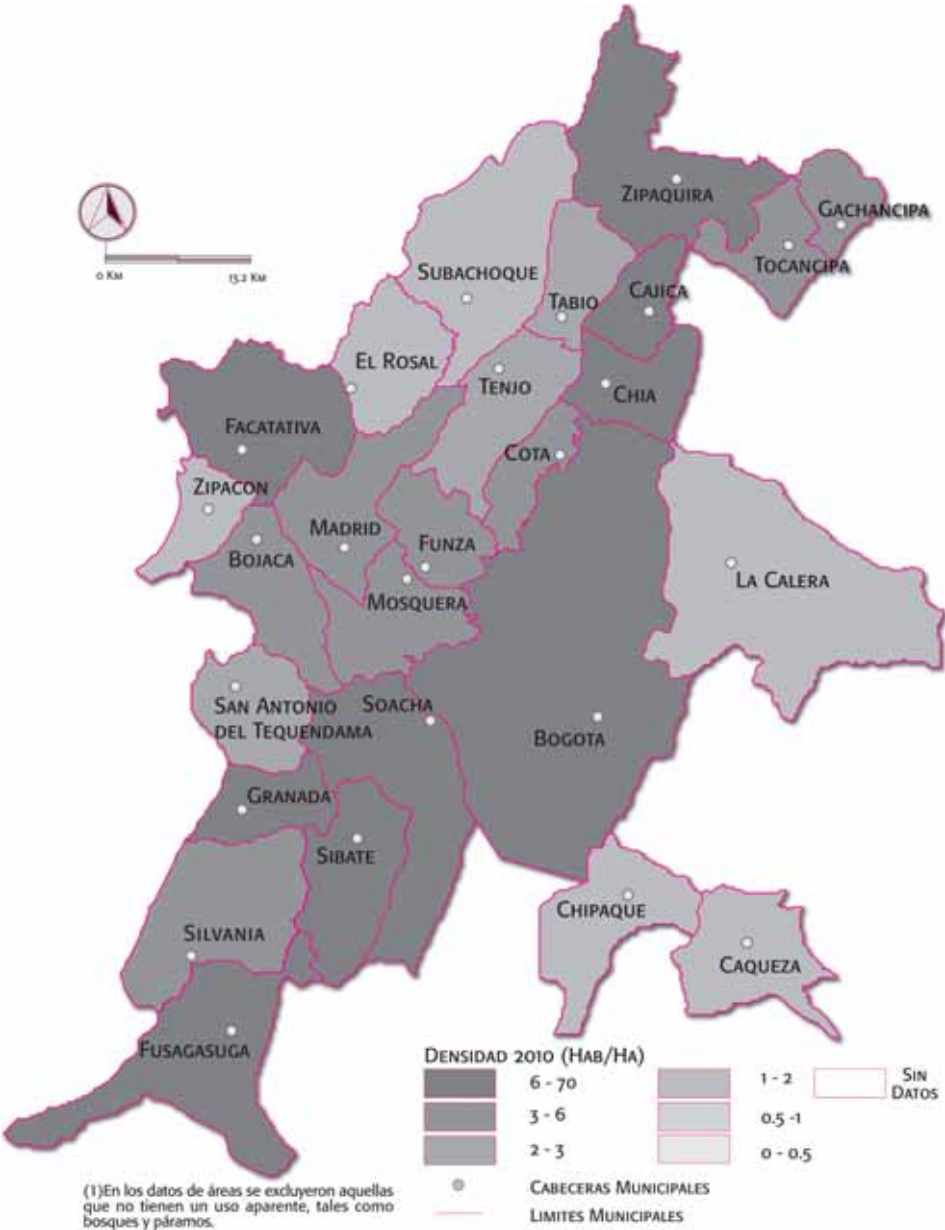 ZIPAQUIRA
GACHANCIPA
TOCANCIPA
0 KM 13.2 KM
SUBACHOQUE
TABIO
CAJICA
EL ROSAL
TENJO
CHIA
FACATATIVA
COTA
ZIPACON
MADRID
FUNZA
BOJACA
LA CALERA
MOSQUERA
SAN ANTONIO
DEL TEQUENDAMA
SOACHA
BOGOTA
GRANADA
SIBATE
CHIPAQUE
SILVANIA
CAQUEZA
FUSAGASUGA
DENSIDAD 2010 (HAB/HA)
6 - 70
3 - 6
2 - 3
1 - 2
0.5 -1
0 - 0.5
SIN
DATOS
CABECERAS MUNICIPALES
LIMITES MUNICIPALES
(1)En los datos de áreas se excluyeron aquellas
que no tienen un uso aparente, tales como
bosques y páramos.